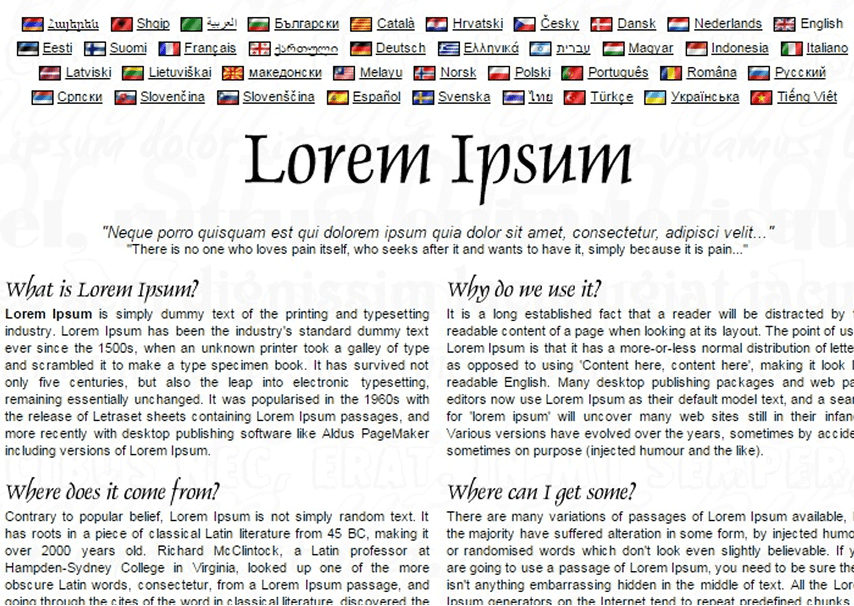 Հայերեն Shqip العربية Български Català Hrvatski Česky Dansk Nederlands English
Eesti Suomi Français ქართული Deutsch Ελληνικά עברית Magyar Indonesia Italiano
Latviski Lietuviškai македонски Melayu Norsk Polski Português Româna Русский
Српски Slovenčina Slovenščina Español Svenska ไทย Türkçe Українська Tiếng Việt
Lorem Ipsum
"Neque porro quisquam est qui dolorem ipsum quia dolor sit amet, consectetur, adipisci velit..."
"There is no one who loves pain itself, who seeks after it and wants to have it, simply because it is pain..."
What is Lorem Ipsum?
Lorem Ipsum is simply dummy text of the printing and typesetting
industry. Lorem Ipsum has been the industry's standard dummy text
ever since the 1500s, when an unknown printer took a galley of type
and scrambled it to make a type specimen book. It has survived not
only five centuries, but also the leap into electronic typesetting,
remaining essentially unchanged. It was popularised in the 1960s with
the release of Letraset sheets containing Lorem Ipsum passages, and
more recently with desktop publishing software like Aldus PageMaker
including versions of Lorem Ipsum.
Why do we use it?
It is a long established fact that a reader will be distracted by
readable content of a page when looking at its layout. The point of us
Lorem Ipsum is that it has a more-or-less normal distribution of lette
as opposed to using 'Content here, content here', making it look
readable English. Many desktop publishing packages and web pa
editors now use Lorem Ipsum as their default model text, and a sear
for 'lorem ipsum' will uncover many web sites still in their infan
Various versions have evolved over the years, sometimes by accide
sometimes on purpose (injected humour and the like).
Where does it come from?
Contrary to popular belief, Lorem Ipsum is not simply random text. It
has roots in a piece of classical Latin literature from 45 BC, making it
over 2000 years old. Richard McClintock, a Latin professor at
Hampden-Sydney College in Virginia, looked up one of the more
obscure Latin words, consectetur, from a Lorem Ipsum passage, and
going through the cites of the word in classical literature, discovered the
Where can I get some?
There are many variations of passages of Lorem Ipsum available,
the majority have suffered alteration in some form, by injected humo
or randomised words which don't look even slightly believable. If y
are going to use a passage of Lorem Ipsum, you need to be sure the
isn't anything embarrassing hidden in the middle of text. All the Lor
Ipsum generators on the Internet tend to repeat predefined chunks